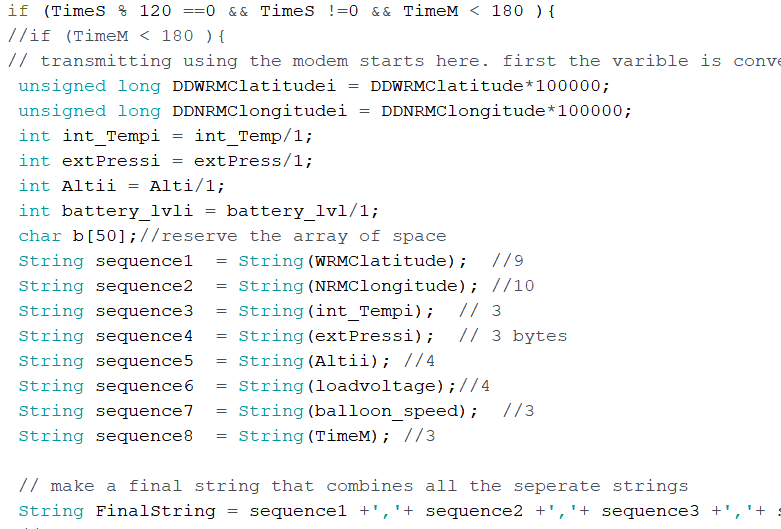 if (TimeS % 120 ==0 && TimeS !=0 && TimeM < 180 ){
//if (TimeM < 180 ){
// transmitting using the modem starts here. first the varible is
unsigned long DDWRMClatitudei = DDWRMClatitude*100000;
unsigned long DDNRMClongitudei = DDNRMClongitude*100000;
int int_Tempi = int_Temp/1;
int extPressi = extPress/1;
int Altii = Alti/1;
int battery_lvli = battery_lvl/1;
char b[50];//reserve the array of space
String sequence1  = String(WRMClatitude);  //9
String sequence2  = String(NRMClongitude); //10
String sequence3  = String(int_Tempi);  // 3
String sequence4  = String(extPressi);  // 3 bytes
String sequence5  = String(Altii); //4
String sequence6  = String(loadvoltage);//4
String sequence7  = String(balloon_speed);  //3
String sequence8  = String(TimeM); //3
// make a final string that combines all the seperate strings
String FinalString = sequence1 +','+ sequence2 +','+ sequence3 +','+